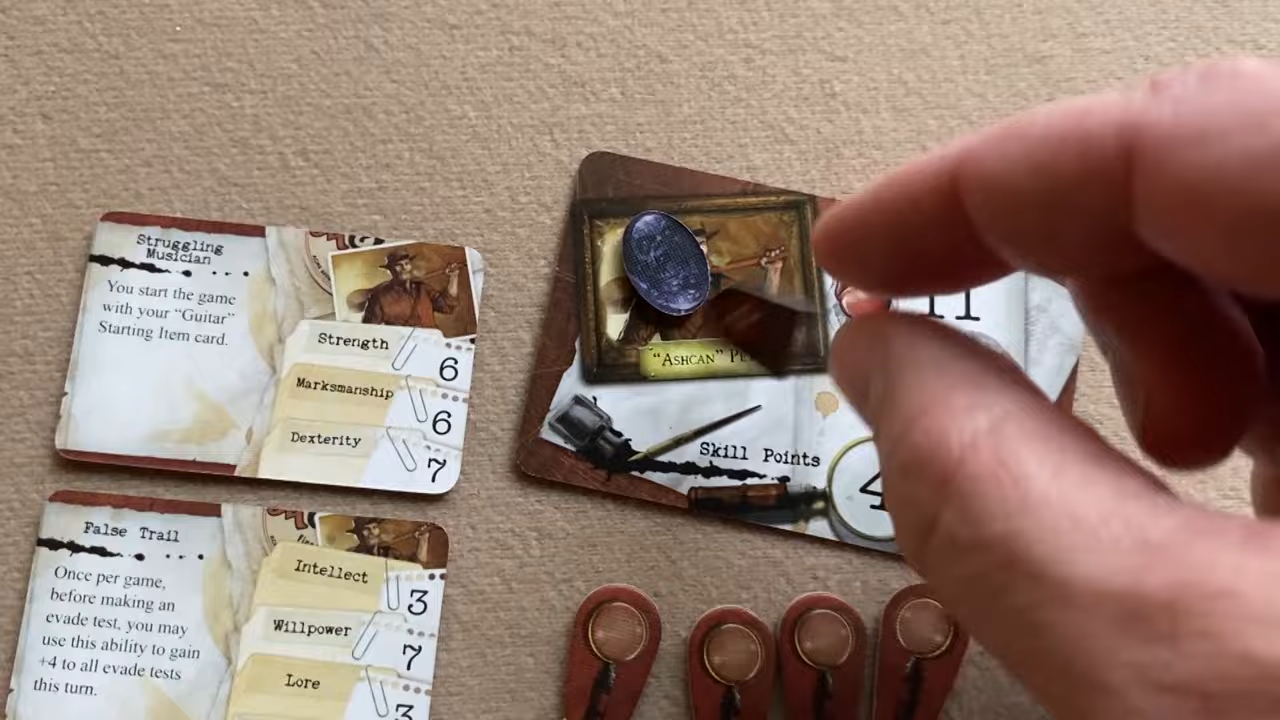 Struggling
Musician
You start the game
with your “Guitar”
Starting Item card.
Strength
6
Marksmanship
6
Dexterity
7
False Trail
Once per game,
before making an
evade test, you may
use this ability to gain
+4 to all evade tests
this turn.
Intellect
3
Willpower
7
Lore
3
"ASHCAN"
11
Skill Points
4